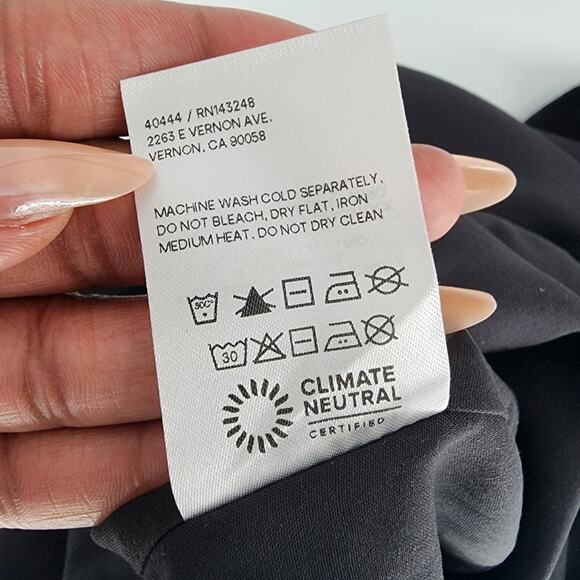 40444 / RN143248
2263 E VERNON AVE.
VERNON, CA 90058
MACHINE WASH COLD SEPARATELY,
DO NOT BLEACH, DRY FLAT, IRON
MEDIUM HEAT. DO NOT DRY CLEAN
30
CLIMATE
NEUTRAL
CERTIFIED